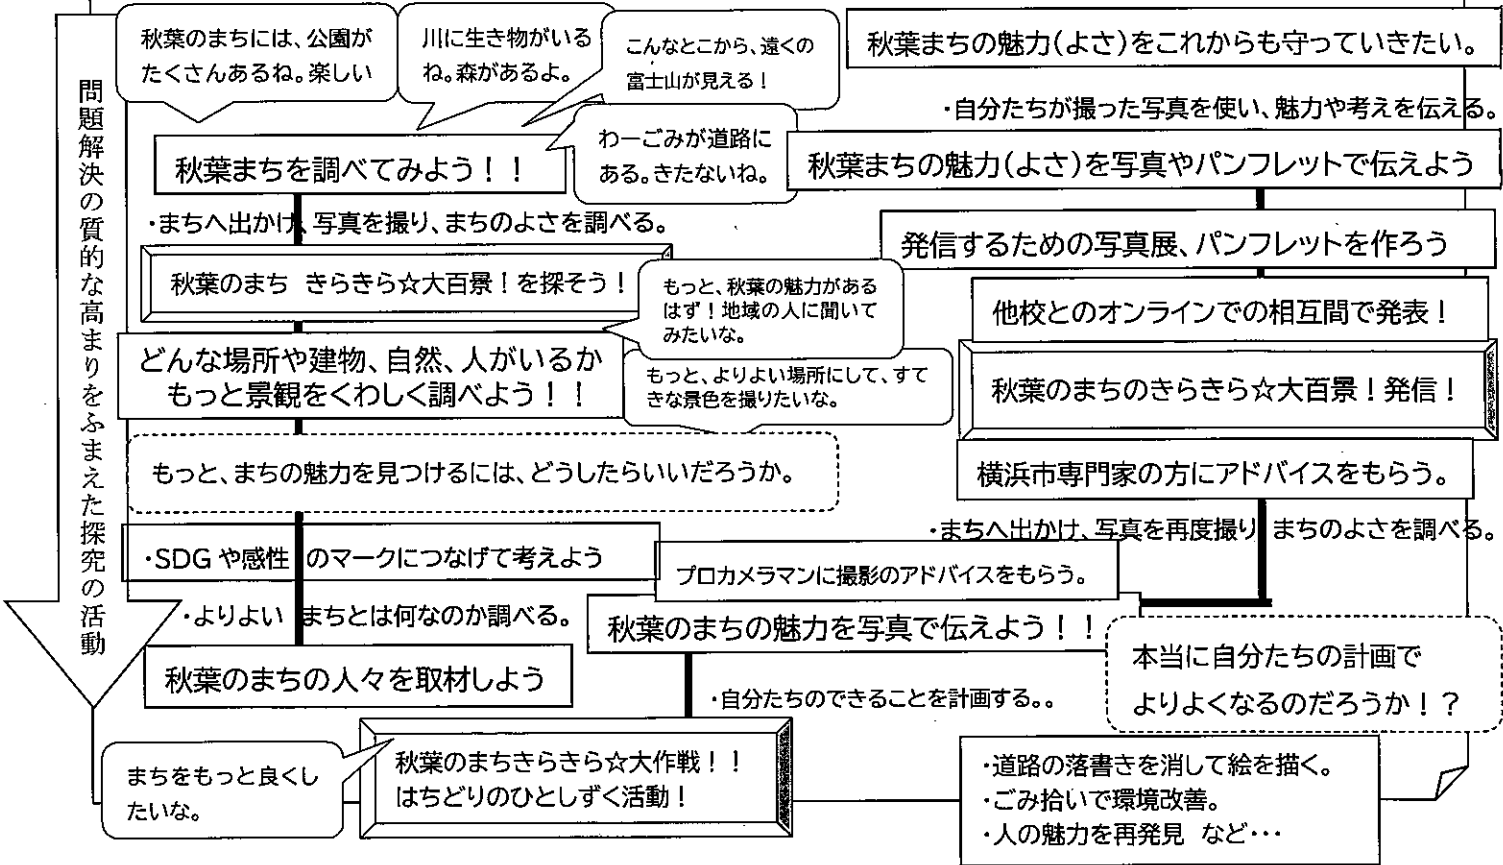 問題解決の質的な高まりをふまえた探究の活動
秋葉のまちには、公園が
たくさんあるね。楽しい
川に生き物がいる
ね。森があるよ。
こんなとこから、遠くの
富士山が見える!
わーごみが道路に
ある。きたないね。
秋葉まちを調べてみよう!!
・まちへ出かけ、写真を撮り、まちのよさを調べる。
秋葉のまち きらきら☆大百景!を探そう!
もっと、秋葉の魅力がある
はず!地域の人に聞いて
みたいな。
どんな場所や建物、自然、人がいるか
もっと景観をくわしく調べよう!!
もっと、よりよい場所にして、すて
きな景色を撮りたいな。
もっと、まちの魅力を見つけるには、どうしたらいいだろうか。
・SDGや感性のマークにつなげて考えよう
・よりよい まちとは何なのか調べる。
秋葉のまちの人々を取材しよう
まちをもっと良くし
たいな。
秋葉のまちきらきら☆大作戦!!
はちどりのひとしずく活動!
・自分たちのできることを計画する。。
秋葉のまちの魅力を写真で伝えよう!!
プロカメラマンに撮影のアドバイスをもらう。
秋葉まちの魅力(よさ)をこれからも守っていきたい。
・自分たちが撮った写真を使い、魅力や考えを伝える。
秋葉まちの魅力(よさ)を写真やパンフレットで伝えよう
発信するための写真展、パンフレットを作ろう
他校とのオンラインでの相互間で発表!
秋葉のまちのきらきら☆大百景!発信!
横浜市専門家の方にアドバイスをもらう。
・まちへ出かけ、写真を再度撮り まちのよさを調べる。
本当に自分たちの計画で
よりよくなるのだろうか!?
・道路の落書きを消して絵を描く。
・ごみ拾いで環境改善。
・人の魅力を再発見 など…